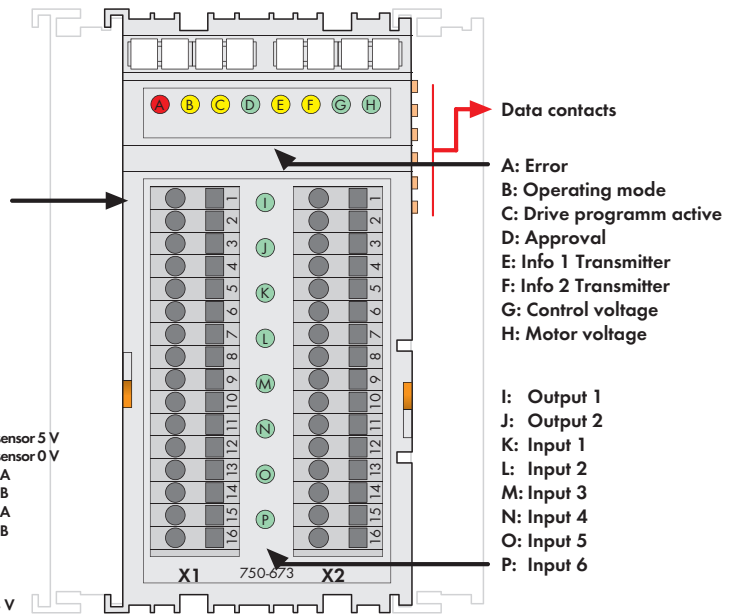 A B C D E F G H
Data contacts
A: Error
B: Operating mode
C: Drive programm active
D: Approval
E: Info 1 Transmitter
F: Info 2 Transmitter
G: Control voltage
H: Motor voltage
1 I 1
2 2
3 J 3
4 4
5 K 5
6 6
7 L 7
8 8
9 M 9
10 10
11 N 11
12 12
13 O 13
14 14
15 P 15
16 16
I: Output 1
J: Output 2
K: Input 1
L: Input 2
M: Input 3
N: Input 4
O: Input 5
P: Input 6
ensor 5 V
ensor 0 V
A
B
A
B
X1 750-673 X2
V